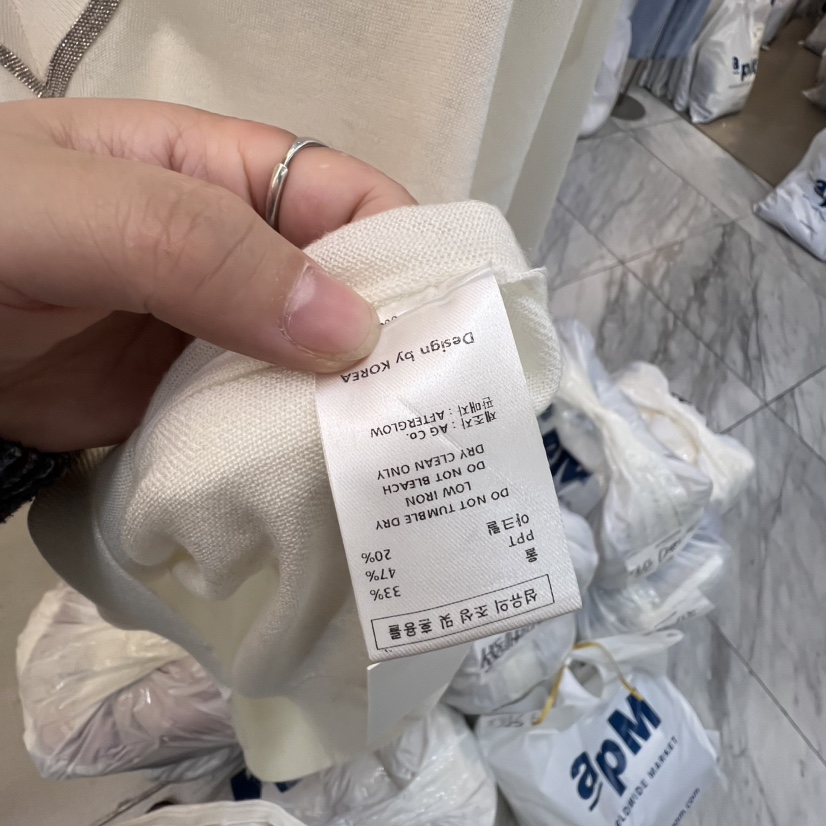 섬유의 조성 및 혼용률
울 33%
PPT 47%
아크릴 20%
DO NOT TUMBLE DRY
LOW IRON
DO NOT BLEACH
DRY CLEAN ONLY
제조자 : AG Co.
판매자 : AFTERGLOW
Design by KOREA
apM
apM